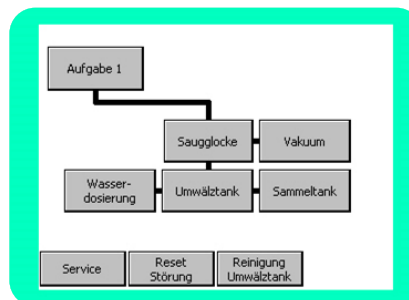 Aufgabe 1
Saugglocke
Vakuum
Wasser-
dosierung
Umwälztank
Sammeltank
Service
Reset
Störung
Reinigung
Umwälztank